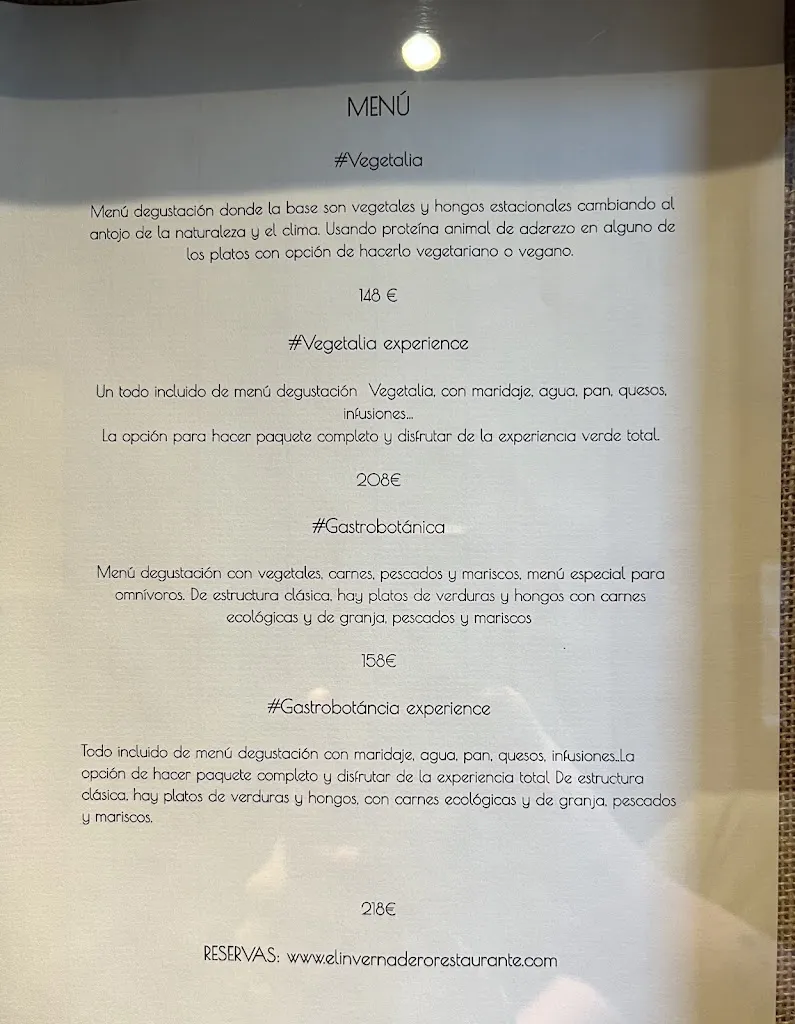 MENÚ
#Vegetalia
Menú degustación donde la base son vegetales y hongos estacionales cambiando al
antojo de la naturaleza y el clima. Usando proteína animal de aderezo en alguno de
los platos con opción de hacerlo vegetariano o vegano.
148 €
#Vegetalia experience
Un todo incluido de menú degustación Vegetalia, con maridaje, agua, pan, quesos,
infusiones...
La opción para hacer paquete completo y disfrutar de la experiencia verde total.
208€
#Gastrobotánica
Menú degustación con vegetales, carnes, pescados y mariscos, menú especial para
omnívoros. De estructura clásica, hay platos de verduras y hongos con carnes
ecológicas y de granja, pescados y mariscos
158€
#Gastrobotáncia experience
Todo incluido de menú degustación con maridaje, agua, pan, quesos, infusiones..La
opción de hacer paquete completo y disfrutar de la experiencia total De estructura
clásica, hay platos de verduras y hongos, con carnes ecológicas y de granja, pescados
y mariscos.
218€
RESERVAS: www.elinvernaderorestaurante.com